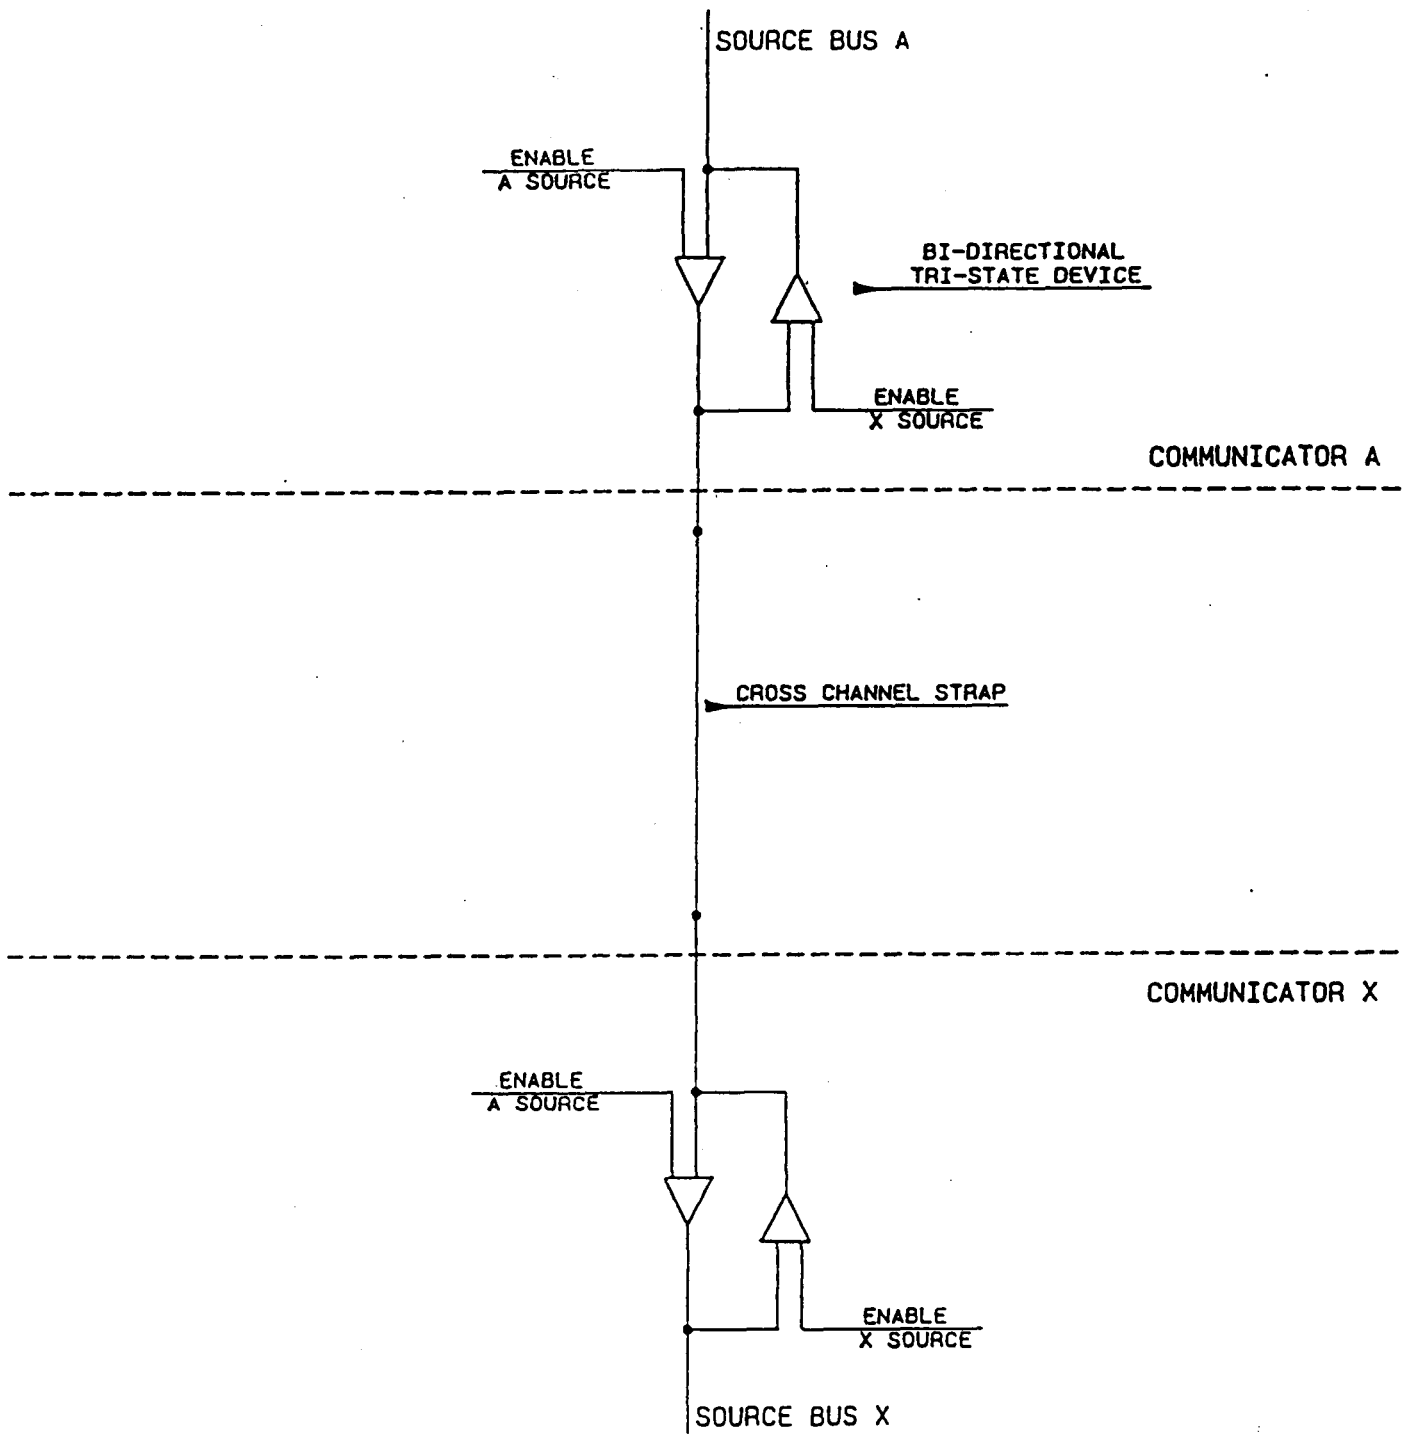 SOURCE BUS A
ENABLE
A SOURCE
BI-DIRECTIONAL
TRI-STATE DEVICE
ENABLE
X SOURCE
COMMUNICATOR A
CROSS CHANNEL STRAP
COMMUNICATOR X
ENABLE
A SOURCE
ENABLE
X SOURCE
SOURCE BUS X